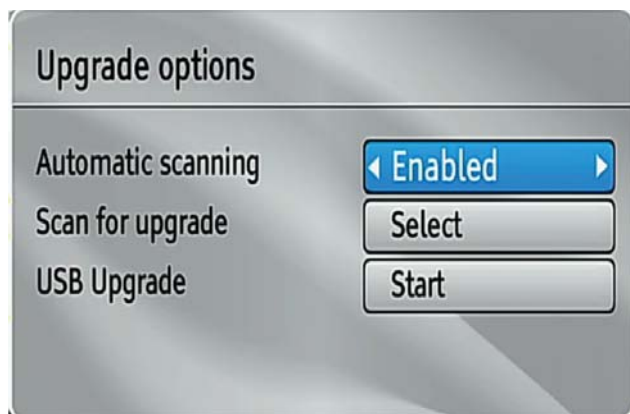 Upgrade options
Automatic scanning Enabled
Scan for upgrade Select
USB Upgrade Start